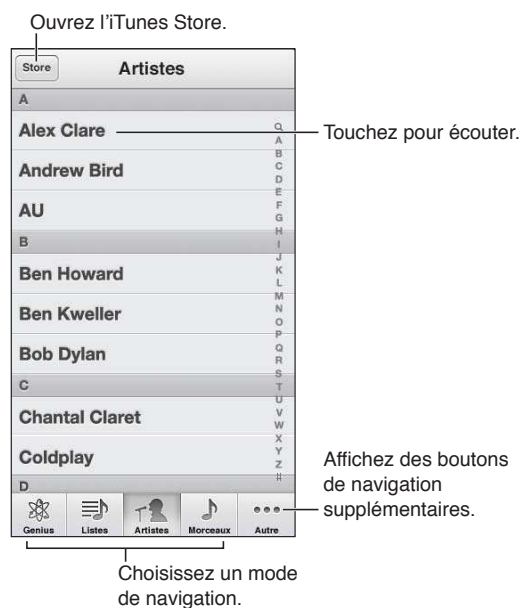 Ouvrez l'iTunes Store.
Store
Artistes
A
Alex Clare
Andrew Bird
AU
B
Ben Howard
Ben Kweller
Bob Dylan
C
Chantal Claret
Coldplay
D
A
B
C
D
E
F
G
H
I
J
K
L
M
N
O
P
Q
R
S
T
U
V
W
X
Y
Z
#
Touchez pour écouter.
Affichez des boutons
de navigation
supplémentaires.
Genius
Listes
Artistes
Morceaux
Autre
Choisissez un mode
de navigation.